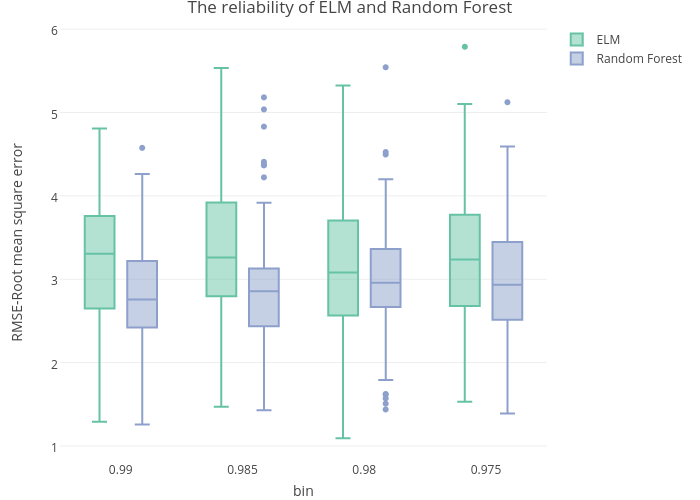 The reliability of ELM and Random Forest
6
5
4
3
2
1
RMSE-Root mean square error
0.99
0.985
0.98
0.975
bin
ELM
Random Forest